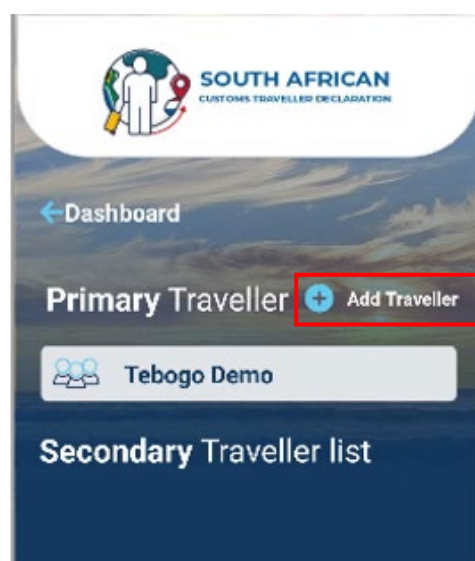 SOUTH AFRICAN
CUSTOMS TRAVELLER DECLARATION
Dashboard
Primary Traveller Add Traveller
Tebogo Demo
Secondary Traveller list